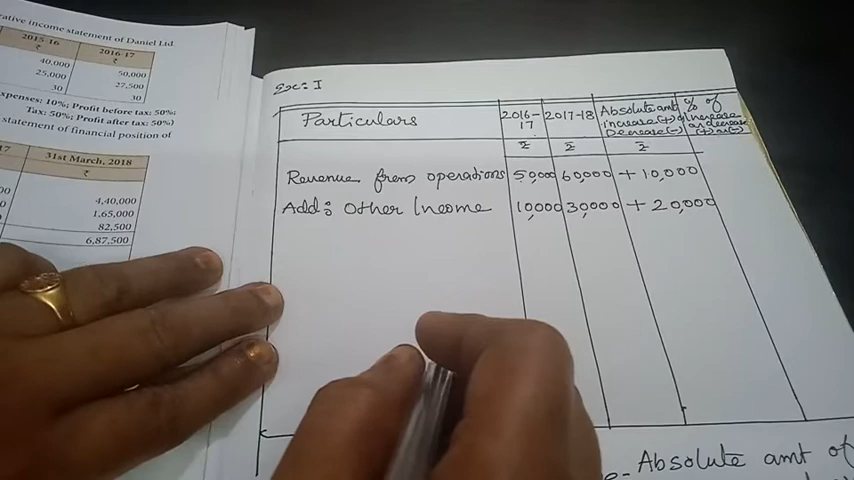 ative income statement of Daniel Ltd.
2015-16 2016-17
₹ ₹
40,000 50,000
25,000 27,500
30 30
xpenses: 10%; Profit before tax: 50%;
Tax: 50%; Profit after tax: 50%)
statement of financial position of
17 31st March, 2018
₹
4,40,000
1,65,000
82,500
6,87,500
Ex: I
Particulars 2016-17 2017-18 Absolute amt increase (+) or Decrease (-) % of Increase or decrease (+) or (-)
₹ ₹ ₹
Revenue from operations 50,000 60,000 + 10,000
Add: Other Income 10,000 30,000 + 20,000
Absolute amt of